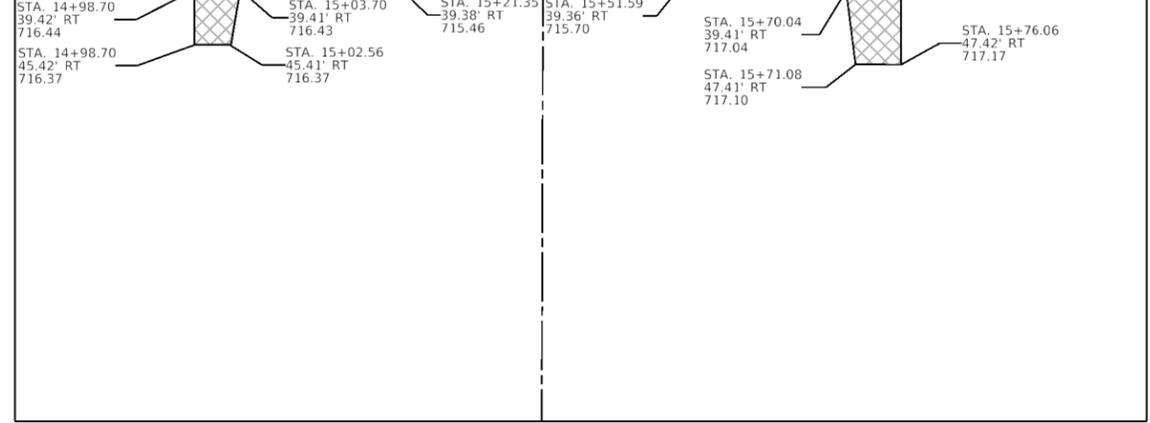 STA. 14+98.70
39.42' RT
716.44
STA. 15+03.70
39.41' RT
716.43
STA. 15+21.35
39.38' RT
715.46
STA. 15+51.59
39.36' RT
715.70
STA. 15+70.04
39.41' RT
717.04
STA. 15+76.06
47.42' RT
717.17
STA. 14+98.70
45.42' RT
716.37
STA. 15+02.56
45.41' RT
716.37
STA. 15+71.08
47.41' RT
717.10